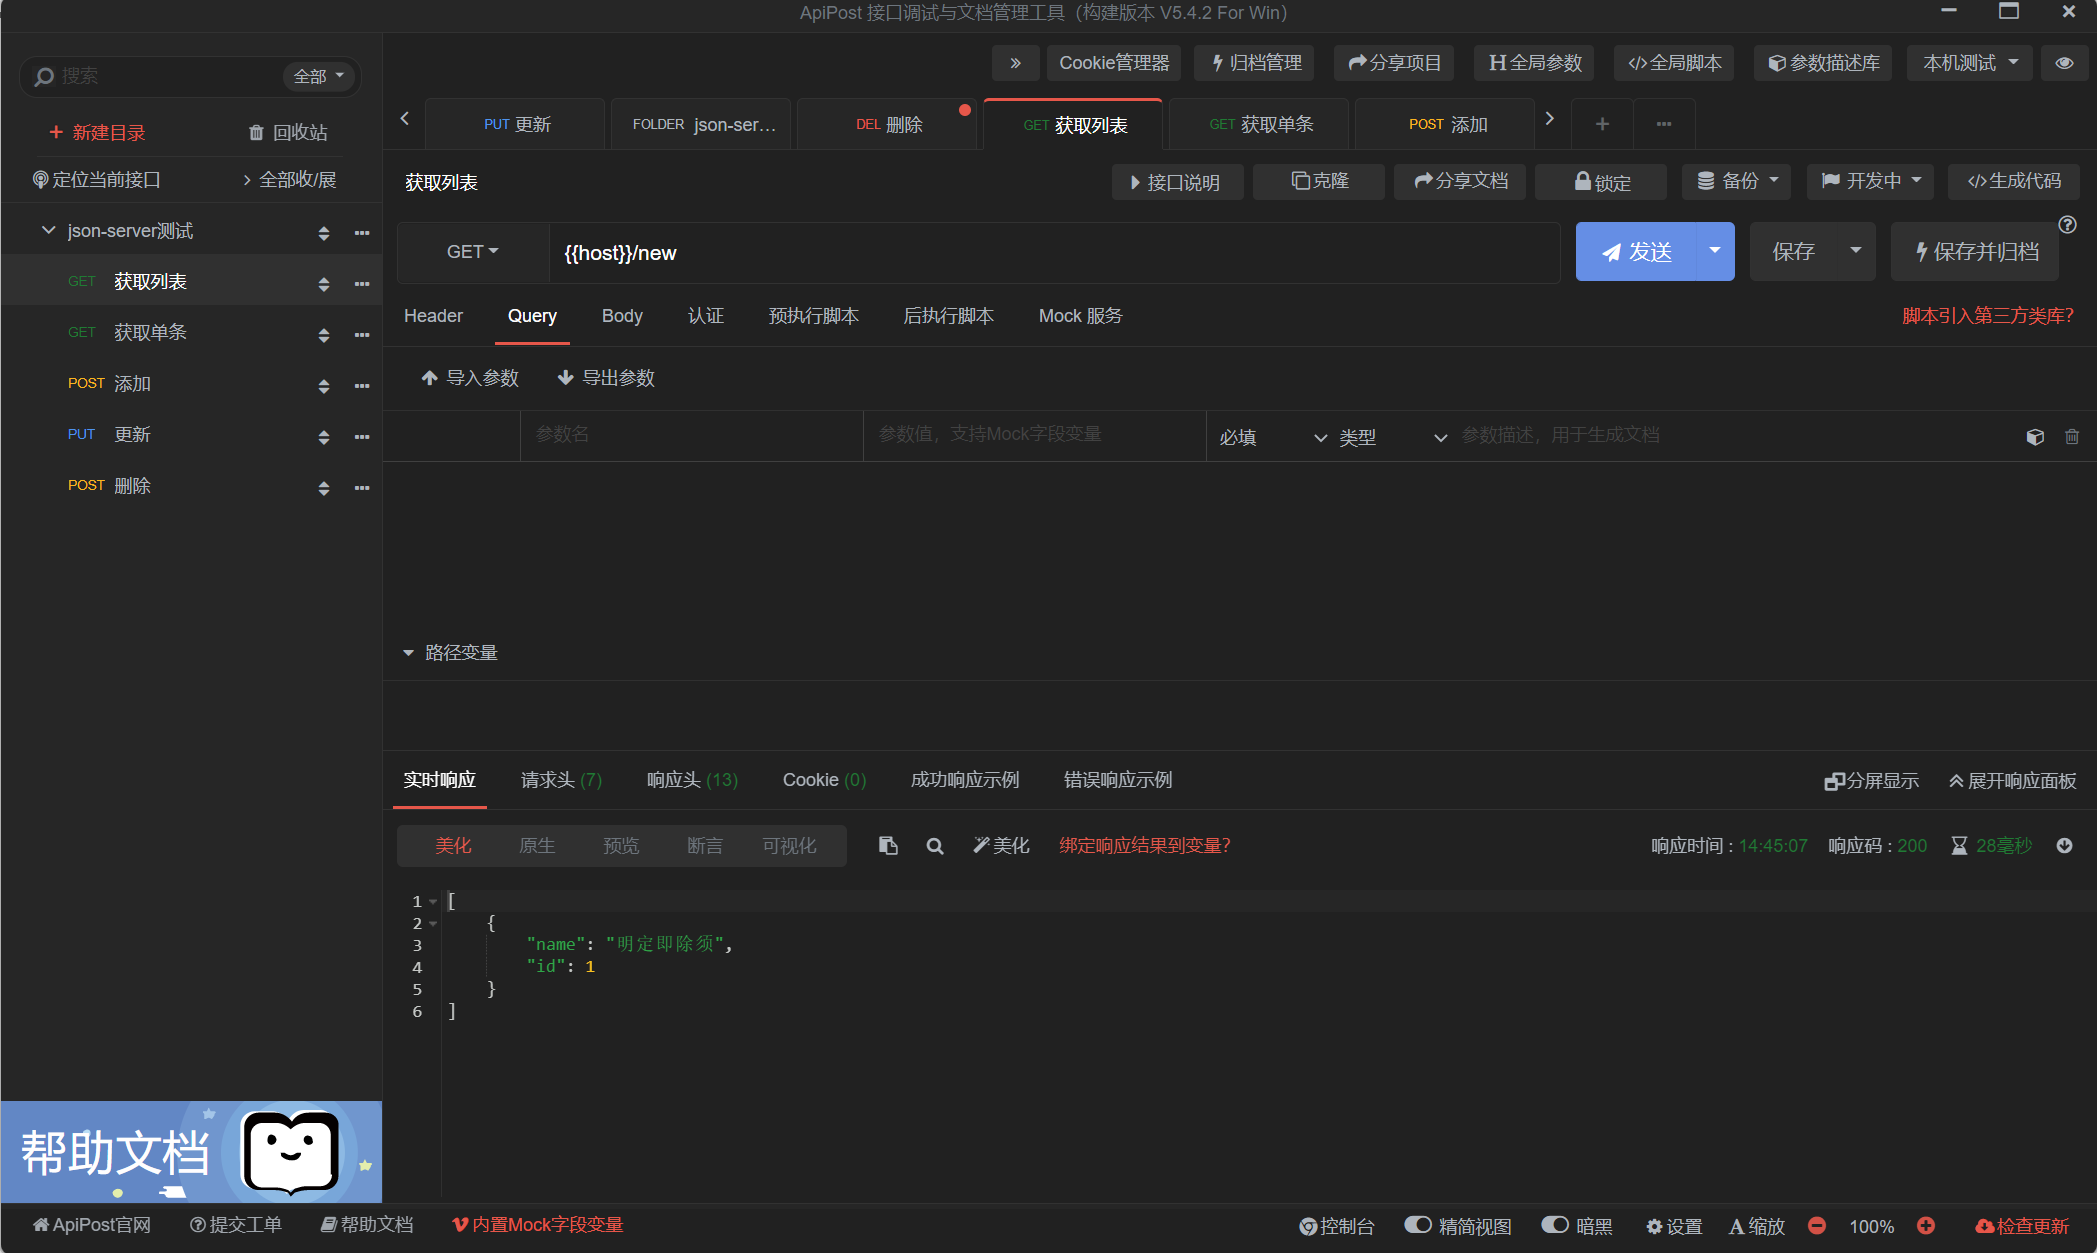 ApiPost 接口调试与文档管理工具（构建版本 V5.4.2 For Win）
搜索 全部
» Cookie管理器 归档管理 分享项目 H全局参数 </>全局脚本 参数描述库 本机测试
+ 新建目录 回收站
PUT 更新 FOLDER json-ser... DEL 删除 GET 获取列表 GET 获取单条 POST 添加
定位当前接口 全部收/展
获取列表 接口说明 克隆 分享文档 锁定 备份 开发中 </>生成代码
json-server测试
GET 获取列表
GET 获取单条
POST 添加
PUT 更新
POST 删除
GET {{host}}/new 发送 保存 保存并归档
Header Query Body 认证 预执行脚本 后执行脚本 Mock 服务 脚本引入第三方类库?
导入参数 导出参数
参数名 参数值，支持Mock字段变量 必填 类型 参数描述，用于生成文档
路径变量
实时响应 请求头 (7) 响应头 (13) Cookie (0) 成功响应示例 错误响应示例 分屏显示 展开响应面板
美化 原生 预览 断言 可视化 美化 绑定响应结果到变量? 响应时间 : 14:45:07 响应码 : 200 28毫秒
1 [
2 {
3 "name": "明定即除须",
4 "id": 1
5 }
6 ]
帮助文档
ApiPost官网 提交工单 帮助文档 内置Mock字段变量 控制台 精简视图 暗黑 设置 A 缩放 100% 检查更新